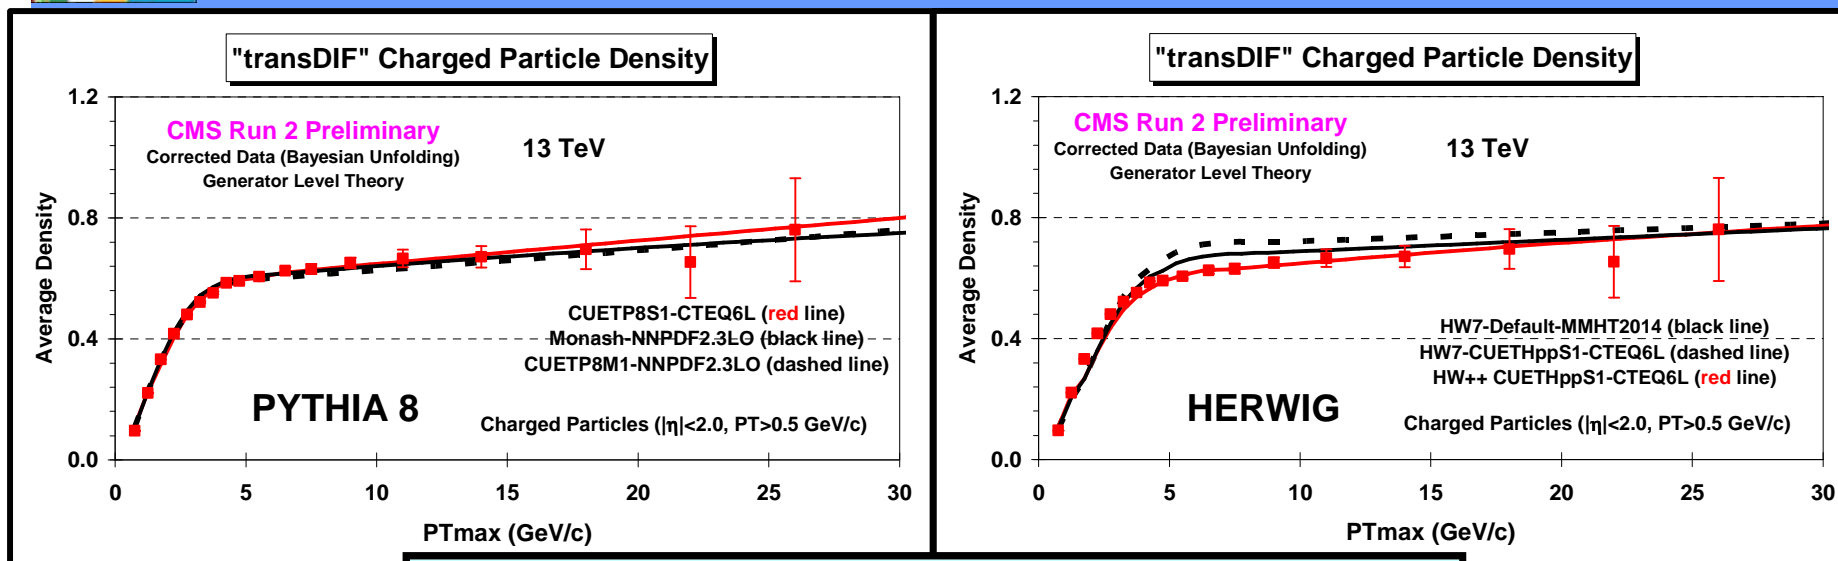 "transDIF" Charged Particle Density
1.2
CMS Run 2 Preliminary
Corrected Data (Bayesian Unfolding)
Generator Level Theory
13 TeV
0.8
Average Density
CUETP8S1-CTEQ6L (red line)
0.4
Monash-NNPDF2.3LO (black line)
CUETP8M1-NNPDF2.3LO (dashed line)
PYTHIA 8
Charged Particles (|η|<2.0, PT>0.5 GeV/c)
0.0
0 5 10 15 20 25 30
PTmax (GeV/c)
"transDIF" Charged Particle Density
1.2
CMS Run 2 Preliminary
Corrected Data (Bayesian Unfolding)
Generator Level Theory
13 TeV
0.8
Average Density
HW7-Default-MMHT2014 (black line)
0.4
HW7-CUETHppS1-CTEQ6L (dashed line)
HW++ CUETHppS1-CTEQ6L (red line)
HERWIG
Charged Particles (|η|<2.0, PT>0.5 GeV/c)
0.0
0 5 10 15 20 25 30
PTmax (GeV/c)